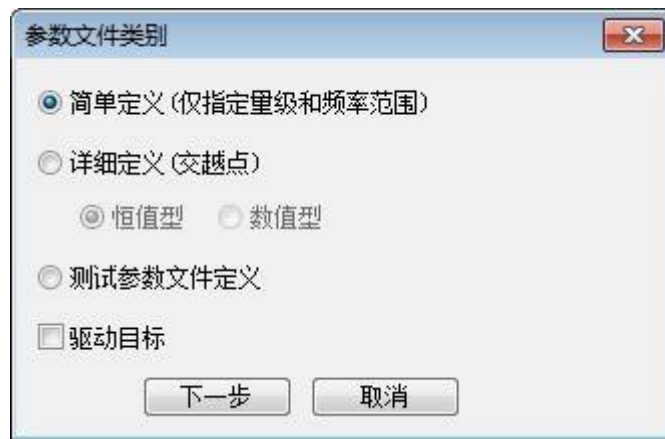 参数文件类别
简单定义(仅指定量级和频率范围)
详细定义(交越点)
恒值型 数值型
测试参数文件定义
驱动目标
下一步 取消